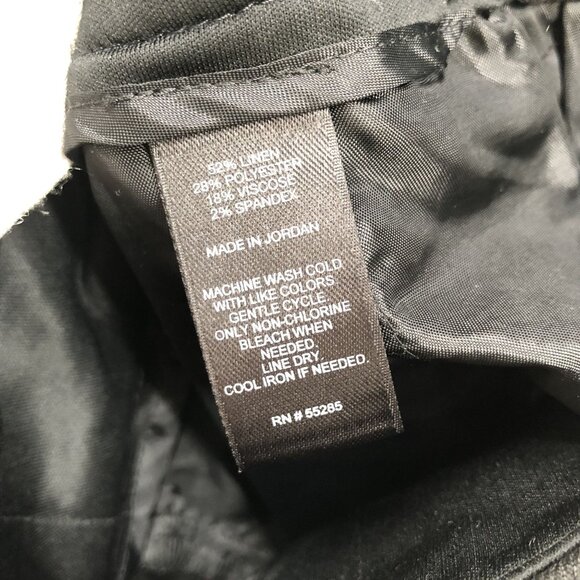 52% LINEN
28% POLYESTER
18% VISCOSE
2% SPANDEX
MADE IN JORDAN
MACHINE WASH COLD
WITH LIKE COLORS
GENTLE CYCLE
ONLY NON-CHLORINE
BLEACH WHEN
NEEDED
LINE DRY
COOL IRON IF NEEDED.
RN # 55285